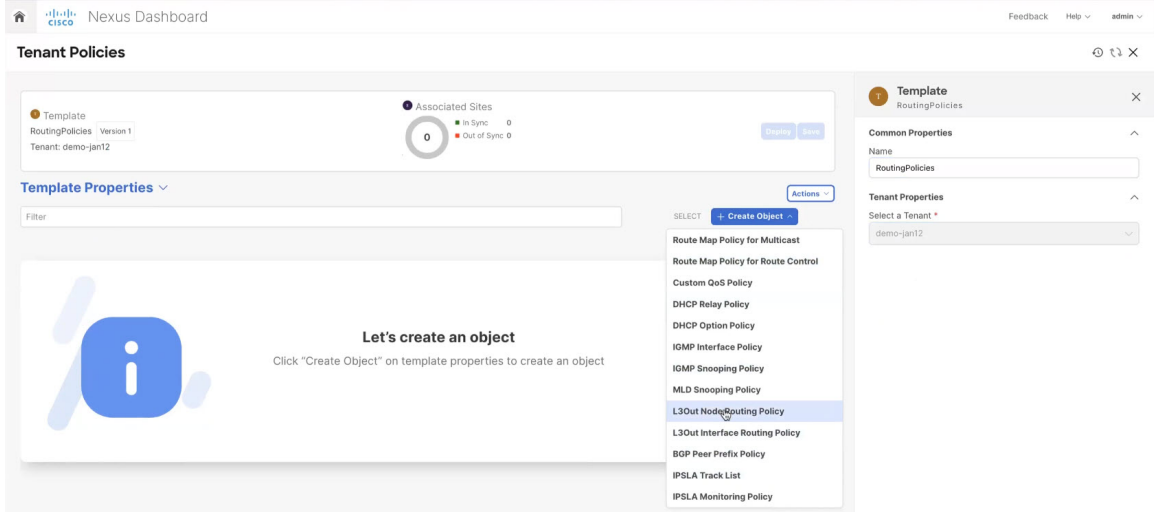 CISCO Nexus Dashboard
Feedback Help admin
Tenant Policies
T Template
RoutingPolicies Version 1
Tenant: demo-jan12
Associated Sites
0
In Sync 0
Out of Sync 0
Deploy Save
Template Properties
Actions
Filter
SELECT + Create Object
Route Map Policy for Multicast
Route Map Policy for Route Control
Custom QoS Policy
DHCP Relay Policy
DHCP Option Policy
IGMP Interface Policy
IGMP Snooping Policy
MLD Snooping Policy
L3Out Node Routing Policy
L3Out Interface Routing Policy
BGP Peer Prefix Policy
IPSLA Track List
IPSLA Monitoring Policy
Let's create an object
Click "Create Object" on template properties to create an object
T Template
RoutingPolicies
Common Properties
Name
RoutingPolicies
Tenant Properties
Select a Tenant *
demo-jan12